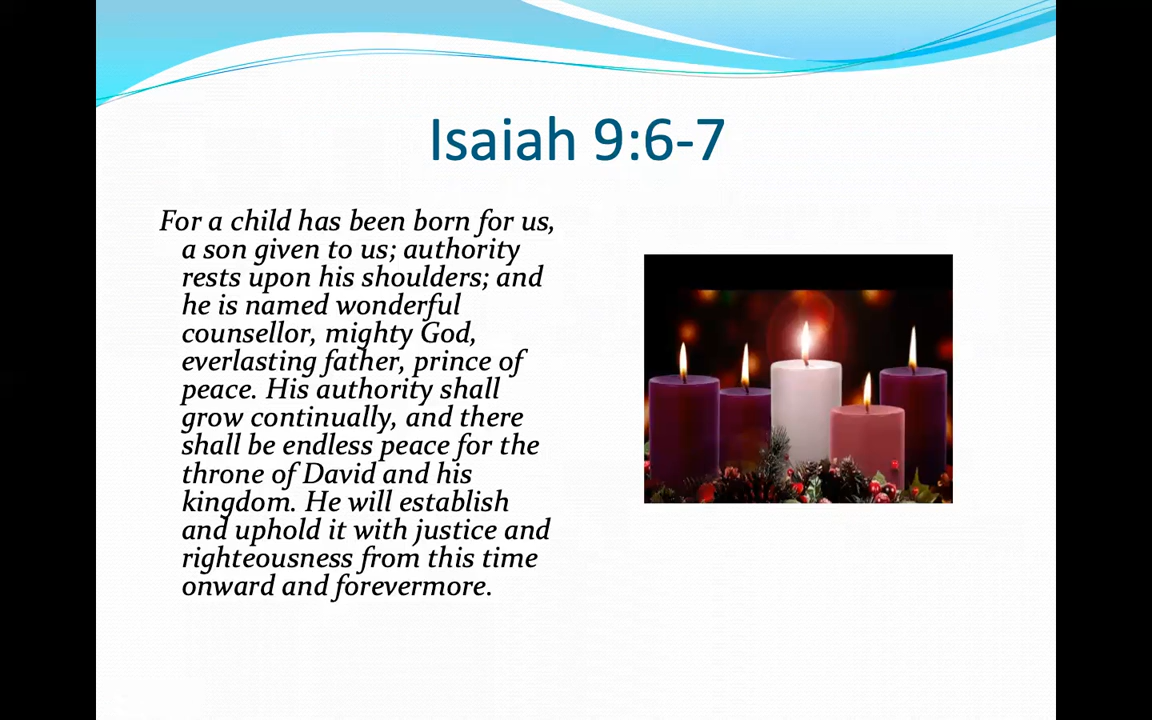 Isaiah 9:6-7
For a child has been born for us,
a son given to us; authority
rests upon his shoulders; and
he is named wonderful
counsellor, mighty God,
everlasting father, prince of
peace. His authority shall
grow continually, and there
shall be endless peace for the
throne of David and his
kingdom. He will establish
and uphold it with justice and
righteousness from this time
onward and forevermore.